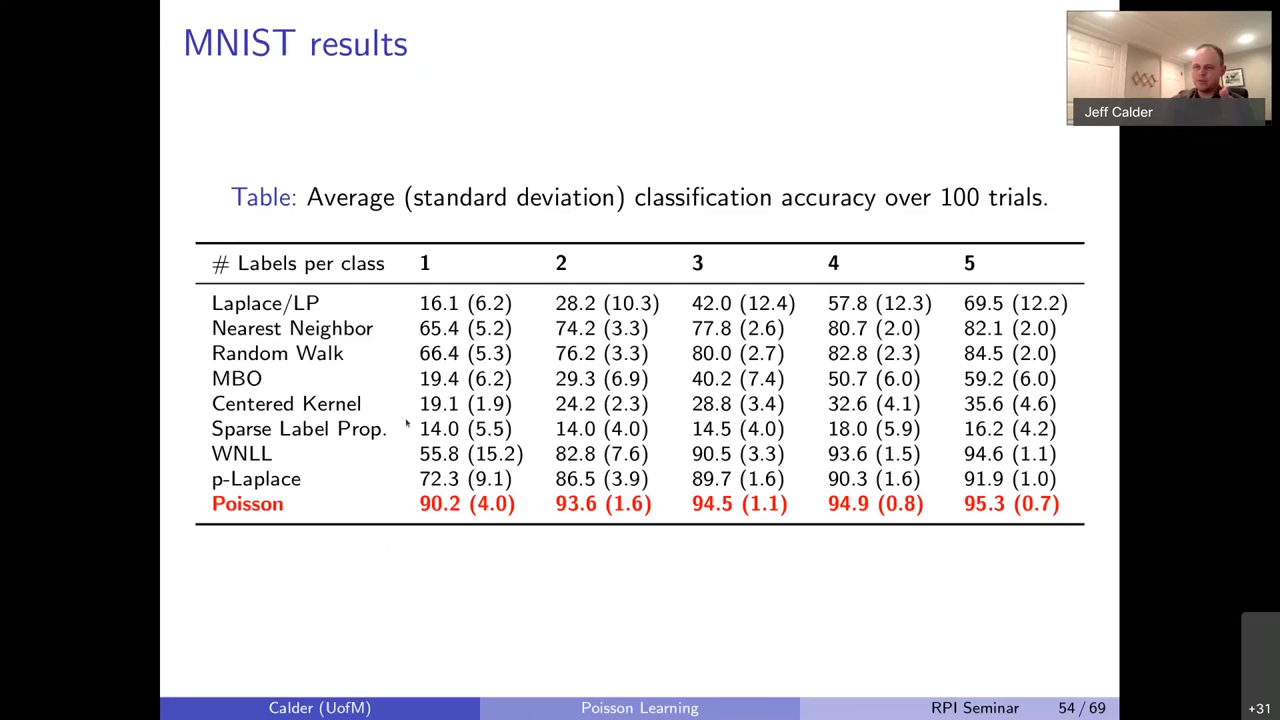 MNIST results
Jeff Calder
Table: Average (standard deviation) classification accuracy over 100 trials.
# Labels per class 1 2 3 4 5
Laplace/LP 16.1 (6.2) 28.2 (10.3) 42.0 (12.4) 57.8 (12.3) 69.5 (12.2)
Nearest Neighbor 65.4 (5.2) 74.2 (3.3) 77.8 (2.6) 80.7 (2.0) 82.1 (2.0)
Random Walk 66.4 (5.3) 76.2 (3.3) 80.0 (2.7) 82.8 (2.3) 84.5 (2.0)
MBO 19.4 (6.2) 29.3 (6.9) 40.2 (7.4) 50.7 (6.0) 59.2 (6.0)
Centered Kernel 19.1 (1.9) 24.2 (2.3) 28.8 (3.4) 32.6 (4.1) 35.6 (4.6)
Sparse Label Prop. 14.0 (5.5) 14.0 (4.0) 14.5 (4.0) 18.0 (5.9) 16.2 (4.2)
WNLL 55.8 (15.2) 82.8 (7.6) 90.5 (3.3) 93.6 (1.5) 94.6 (1.1)
p-Laplace 72.3 (9.1) 86.5 (3.9) 89.7 (1.6) 90.3 (1.6) 91.9 (1.0)
Poisson 90.2 (4.0) 93.6 (1.6) 94.5 (1.1) 94.9 (0.8) 95.3 (0.7)
Calder (UofM) Poisson Learning RPI Seminar 54 / 69
+31